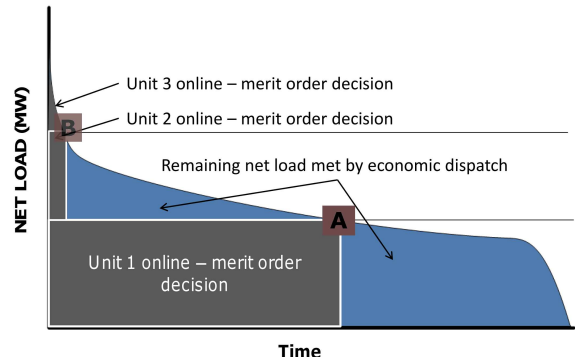 Unit 3 online – merit order decision
Unit 2 online – merit order decision
B
Remaining net load met by economic dispatch
A
Unit 1 online – merit order
decision
NET LOAD (MW)
Time